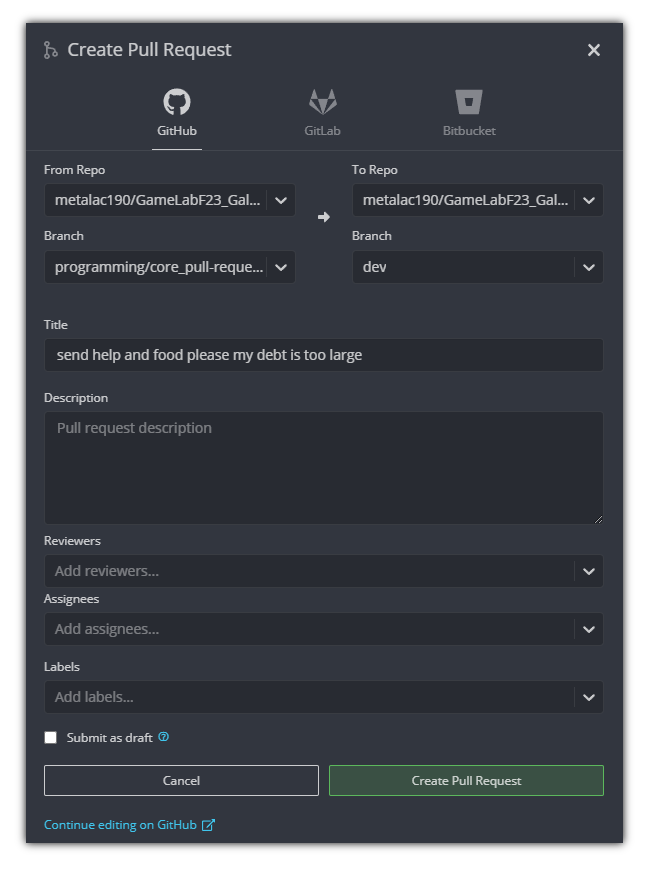 Create Pull Request
GitHub
GitLab
Bitbucket
From Repo
To Repo
metalac190/GameLabF23_Gal...
metalac190/GameLabF23_Gal...
Branch
Branch
programming/core_pull-reque...
dev
Title
send help and food please my debt is too large
Description
Pull request description
Reviewers
Add reviewers...
Assignees
Add assignees...
Labels
Add labels...
Submit as draft
Cancel
Create Pull Request
Continue editing on GitHub